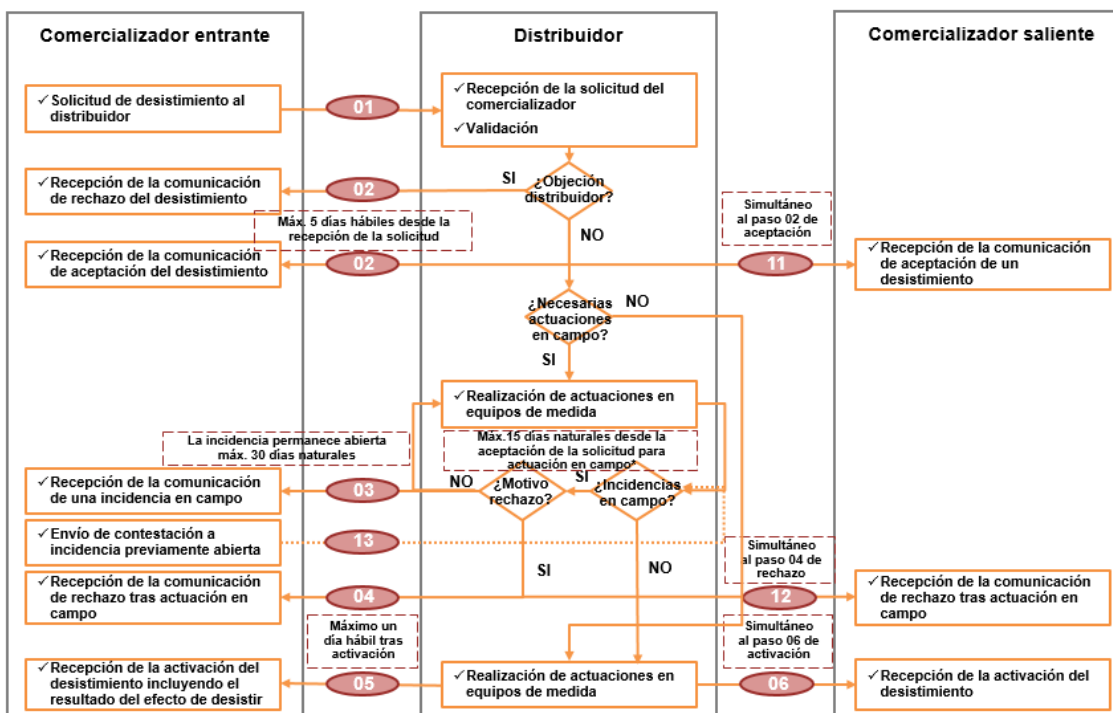 Comercializador entrante
Distribuidor
Comercializador saliente
✓ Solicitud de desistimiento al
distribuidor
01
✓ Recepción de la solicitud del
comercializador
✓ Validación
✓ Recepción de la comunicación
de rechazo del desistimiento
02
SI
¿Objeción
distribuidor?
Máx. 5 días hábiles desde la
recepción de la solicitud
NO
Simultáneo
al paso 02 de
aceptación
✓ Recepción de la comunicación
de aceptación del desistimiento
02
11
✓ Recepción de la comunicación
de aceptación de un
desistimiento
¿Necesarias
actuaciones
en campo?
NO
SI
✓ Realización de actuaciones en
equipos de medida
La incidencia permanece abierta
máx. 30 días naturales
Máx.15 días naturales desde la
aceptación de la solicitud para
actuación en campo*
✓ Recepción de la comunicación
de una incidencia en campo
03
NO
¿Motivo
rechazo?
SI
¿Incidencias
en campo?
✓ Envío de contestación a
incidencia previamente abierta
13
Simultáneo
al paso 04 de
rechazo
SI
NO
✓ Recepción de la comunicación
de rechazo tras actuación en
campo
04
12
✓ Recepción de la comunicación
de rechazo tras actuación en
campo
Máximo un
día hábil tras
activación
Simultáneo
al paso 06 de
activación
✓ Recepción de la activación del
desistimiento incluyendo el
resultado del efecto de desistir
05
✓ Realización de actuaciones en
equipos de medida
06
✓ Recepción de la activación del
desistimiento